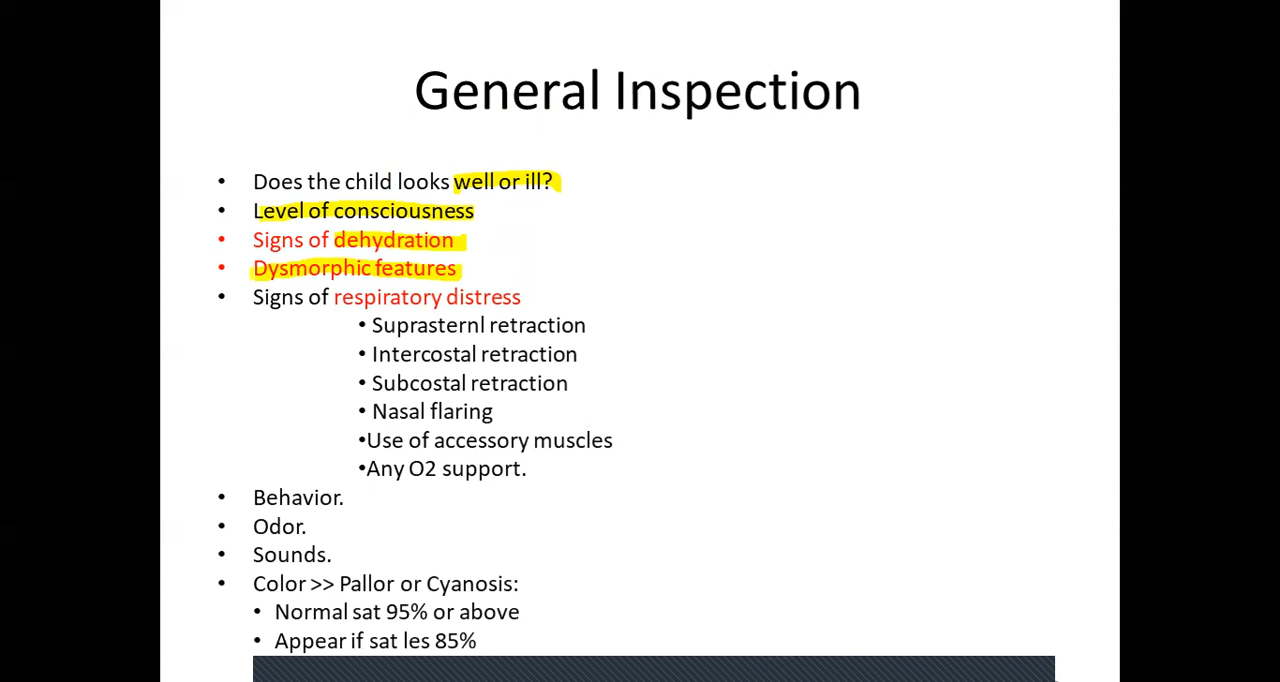 General Inspection
• Does the child looks well or ill?
• Level of consciousness
• Signs of dehydration
• Dysmorphic features
• Signs of respiratory distress
• Suprasternl retraction
• Intercostal retraction
• Subcostal retraction
• Nasal flaring
•Use of accessory muscles
•Any O2 support.
• Behavior.
• Odor.
• Sounds.
• Color >> Pallor or Cyanosis:
• Normal sat 95% or above
• Appear if sat les 85%